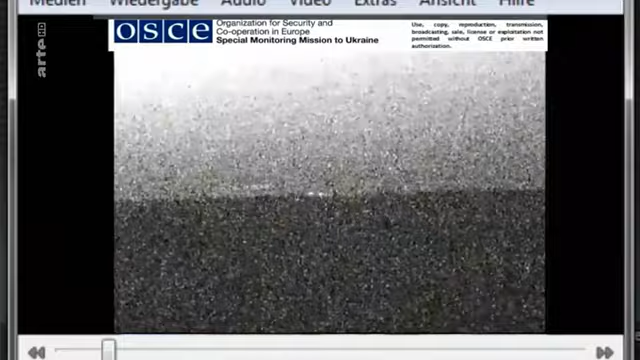 Medien Wiedergabe Audio Video Extras Ansicht Hilfe
osce
Organization for Security and
Co-operation in Europe
Special Monitoring Mission to Ukraine
Use, copy, reproduction, transmission,
broadcasting, sale, license or exploitation not
permitted without OSCE prior written
authorization.
arte HD